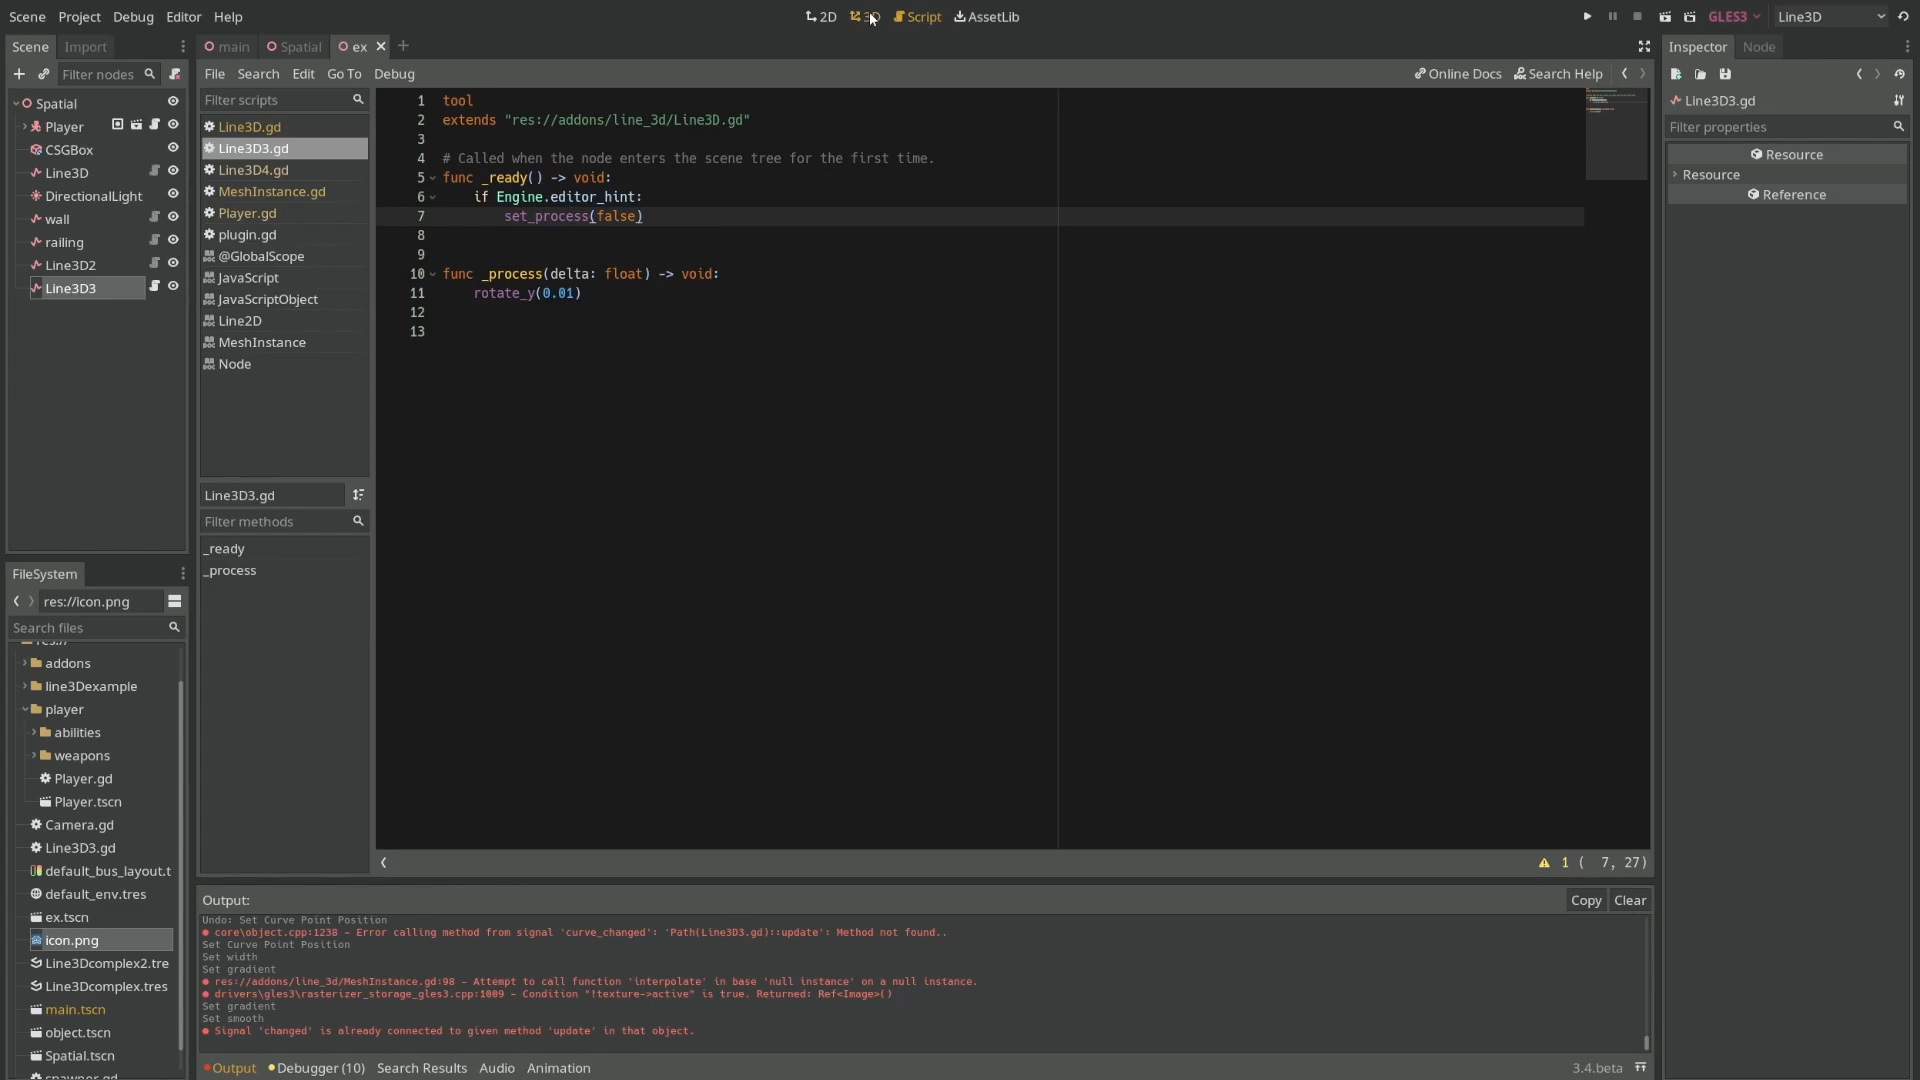 Scene Project Debug Editor Help
2D 3D Script AssetLib
GLES3 Line3D
Scene Import
main Spatial ex
Inspector Node
Filter nodes
File Search Edit Go To Debug
Online Docs Search Help
Spatial
Player
CSGBox
Line3D
DirectionalLight
wall
railing
Line3D2
Line3D3
Filter scripts
Line3D.gd
Line3D3.gd
Line3D4.gd
MeshInstance.gd
Player.gd
plugin.gd
@GlobalScope
JavaScript
JavaScriptObject
Line2D
MeshInstance
Node
Line3D3.gd
Filter methods
_ready
_process
1 tool
2 extends "res://addons/line_3d/Line3D.gd"
3
4 # Called when the node enters the scene tree for the first time.
5 func _ready() -> void:
6 if Engine.editor_hint:
7 set_process(false)
8
9
10 func _process(delta: float) -> void:
11 rotate_y(0.01)
12
13
1 ( 7, 27)
Line3D3.gd
Filter properties
Resource
Resource
Reference
FileSystem
res://icon.png
Search files
addons
line3Dexample
player
abilities
weapons
Player.gd
Player.tscn
Camera.gd
Line3D3.gd
default_bus_layout.t
default_env.tres
ex.tscn
icon.png
Line3Dcomplex2.tre
Line3Dcomplex.tres
main.tscn
object.tscn
Spatial.tscn
Output:
Copy Clear
Undo: Set Curve Point Position
core\object.cpp:1238 - Error calling method from signal 'curve_changed': 'Path(Line3D3.gd)::update': Method not found..
Set Curve Point Position
Set width
Set gradient
res://addons/line_3d/MeshInstance.gd:98 - Attempt to call function 'interpolate' in base 'null instance' on a null instance.
drivers\gles3\rasterizer_storage_gles3.cpp:1009 - Condition "!texture->active" is true. Returned: Ref<Image>()
Set gradient
Set smooth
Signal 'changed' is already connected to given method 'update' in that object.
Output Debugger (10) Search Results Audio Animation
3.4.beta